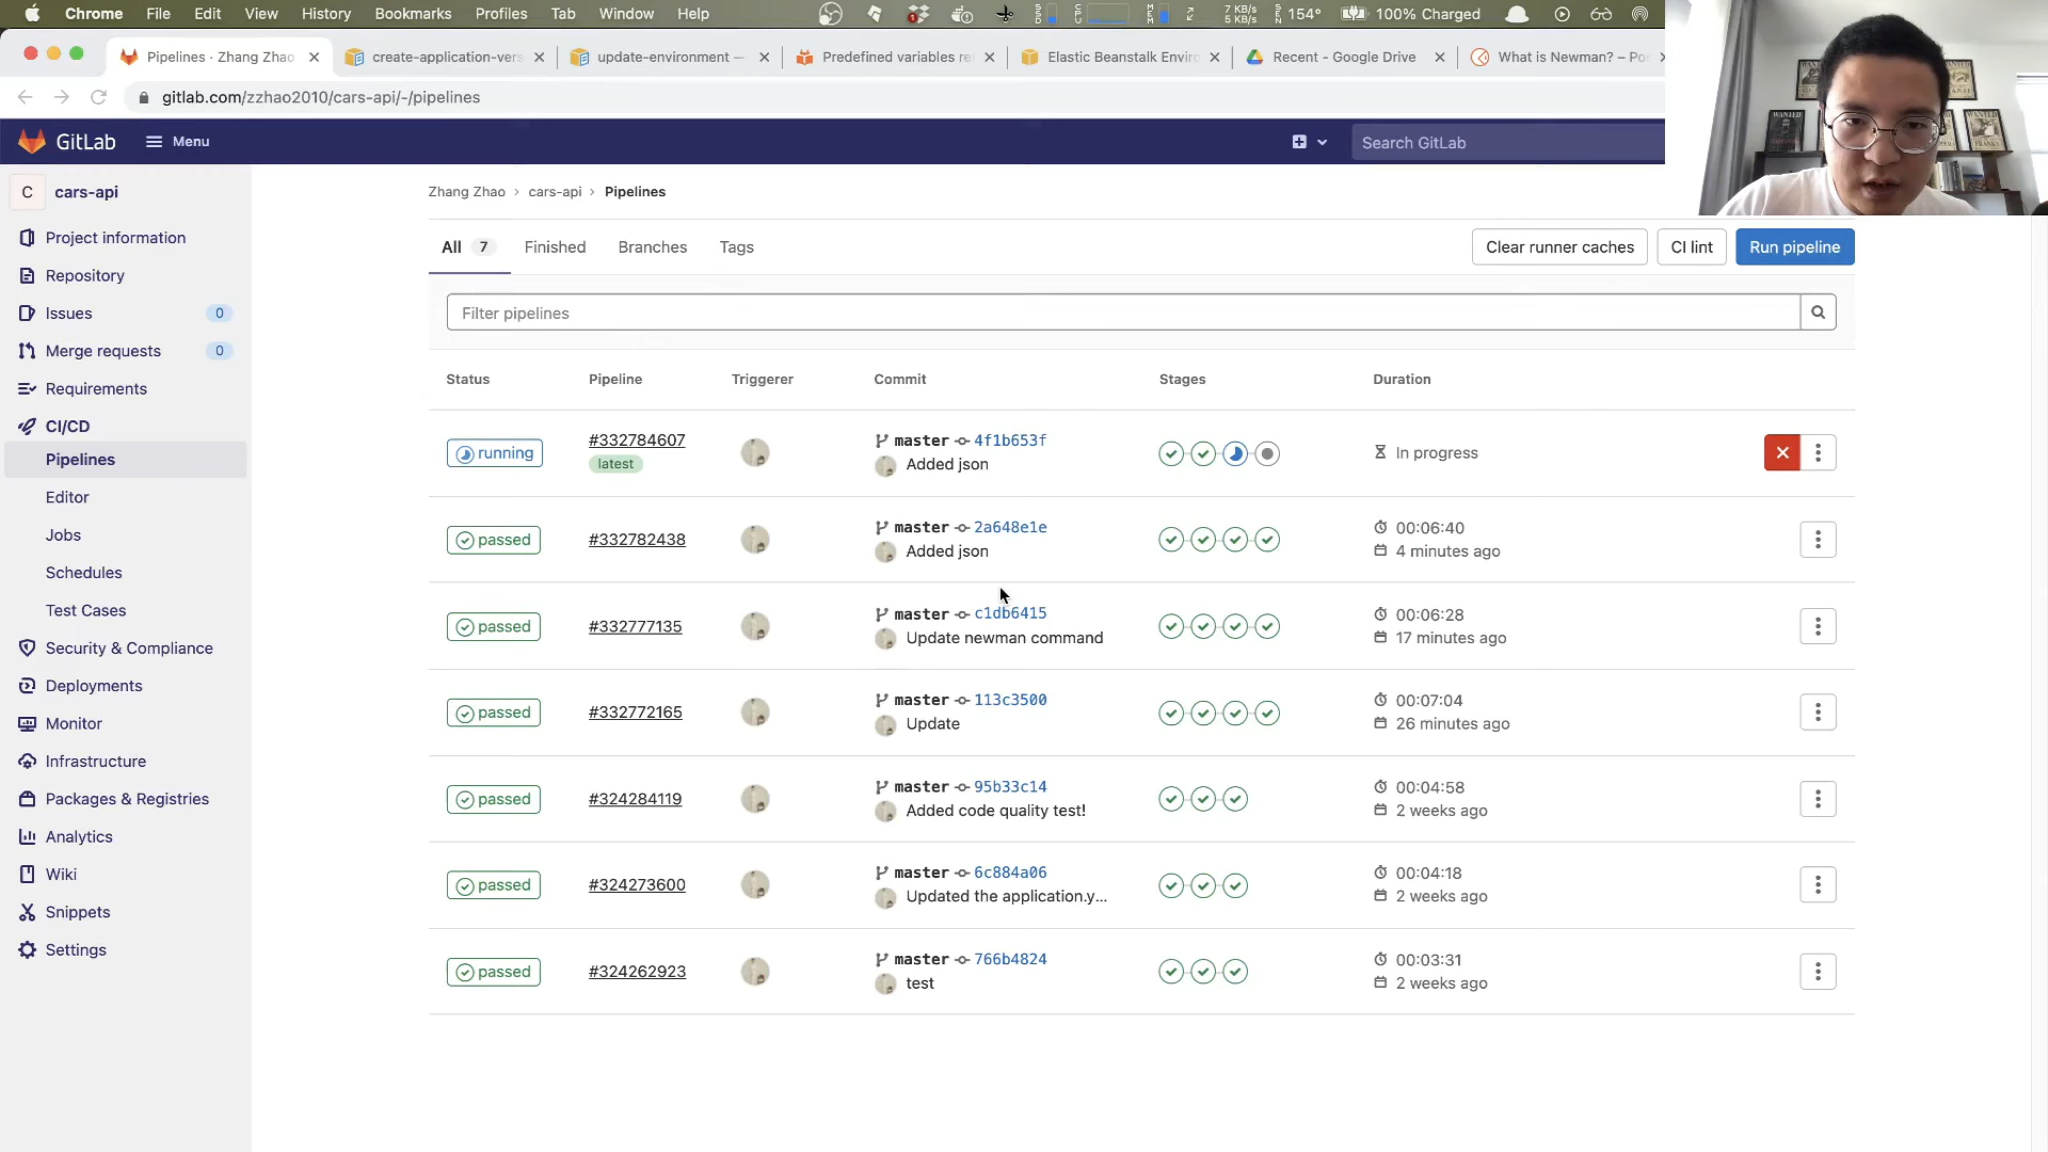 Chrome File Edit View History Bookmarks Profiles Tab Window Help 7 KB/s 5 KB/s 154° 100% Charged
Pipelines · Zhang Zhao create-application-vers update-environment — Predefined variables re Elastic Beanstalk Enviro Recent - Google Drive What is Newman? – Pos
gitlab.com/zzhao2010/cars-api/-/pipelines
GitLab Menu Search GitLab
C cars-api
Project information
Repository
Issues 0
Merge requests 0
Requirements
CI/CD
Pipelines
Editor
Jobs
Schedules
Test Cases
Security & Compliance
Deployments
Monitor
Infrastructure
Packages & Registries
Analytics
Wiki
Snippets
Settings
Zhang Zhao › cars-api › Pipelines
All 7 Finished Branches Tags Clear runner caches CI lint Run pipeline
Filter pipelines
Status Pipeline Triggerer Commit Stages Duration
running #332784607 master 4f1b653f In progress
latest Added json
passed #332782438 master 2a648e1e 00:06:40
Added json 4 minutes ago
passed #332777135 master c1db6415 00:06:28
Update newman command 17 minutes ago
passed #332772165 master 113c3500 00:07:04
Update 26 minutes ago
passed #324284119 master 95b33c14 00:04:58
Added code quality test! 2 weeks ago
passed #324273600 master 6c884a06 00:04:18
Updated the application.y... 2 weeks ago
passed #324262923 master 766b4824 00:03:31
test 2 weeks ago
WANTED
WANTED